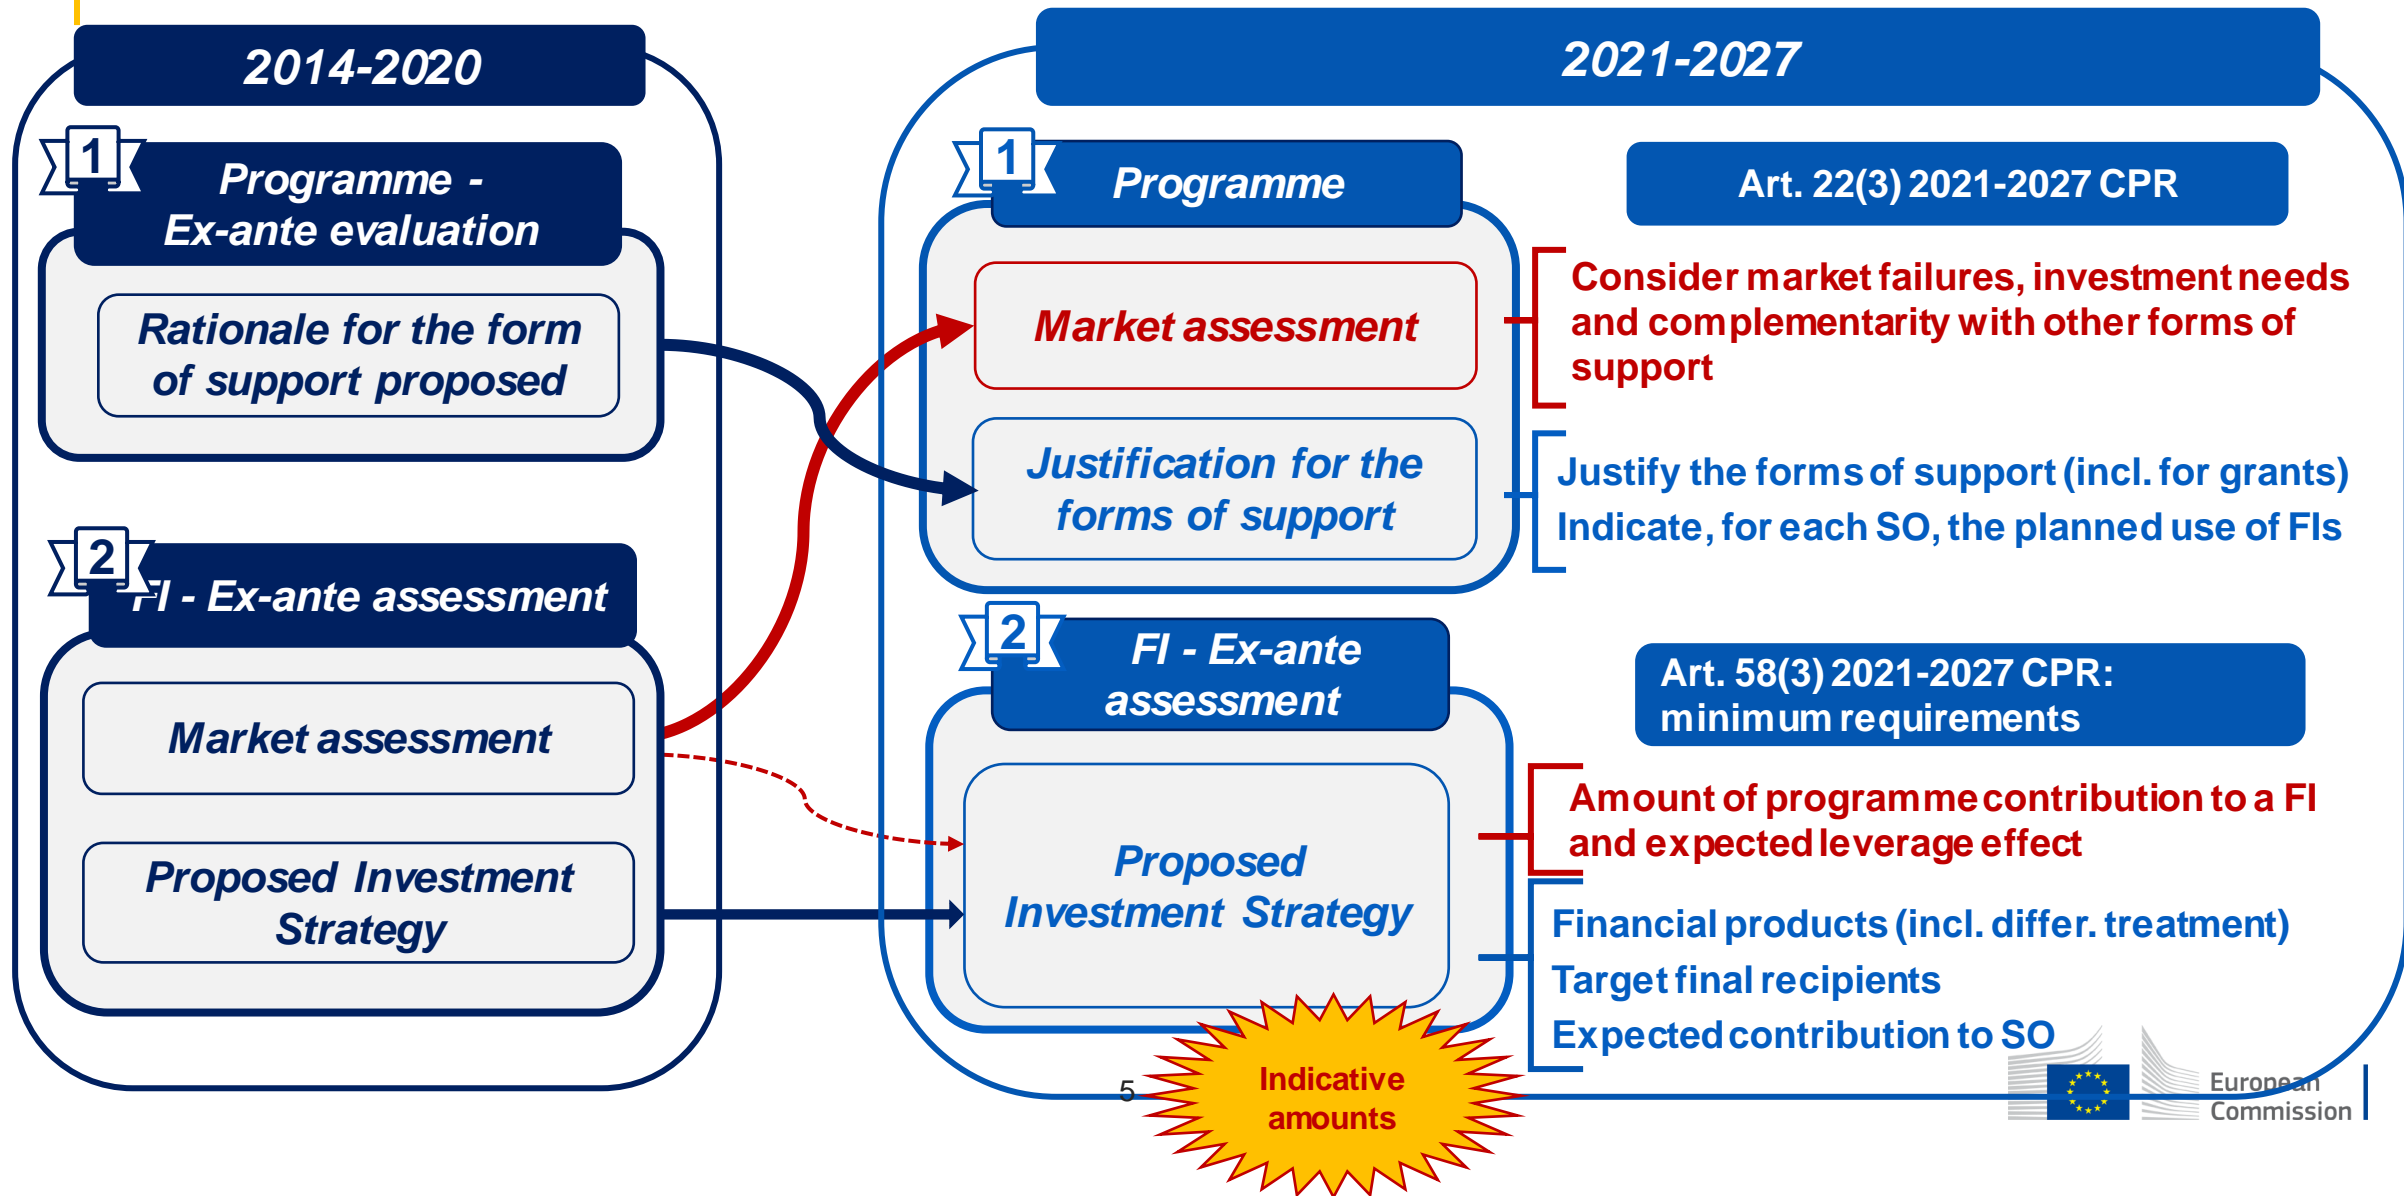 2014-2020
1
Programme -
Ex-ante evaluation
Rationale for the form
of support proposed
2
FI - Ex-ante assessment
Market assessment
Proposed Investment
Strategy
2021-2027
1
Programme
Market assessment
Justification for the
forms of support
Art. 22(3) 2021-2027 CPR
Consider market failures, investment needs
and complementarity with other forms of
support
Justify the forms of support (incl. for grants)
Indicate, for each SO, the planned use of FIs
2
FI - Ex-ante
assessment
Proposed
Investment Strategy
Art. 58(3) 2021-2027 CPR:
minimum requirements
Amount of programme contribution to a FI
and expected leverage effect
Financial products (incl. differ. treatment)
Target final recipients
Expected contribution to SO
Indicative
amounts
5
European
Commission